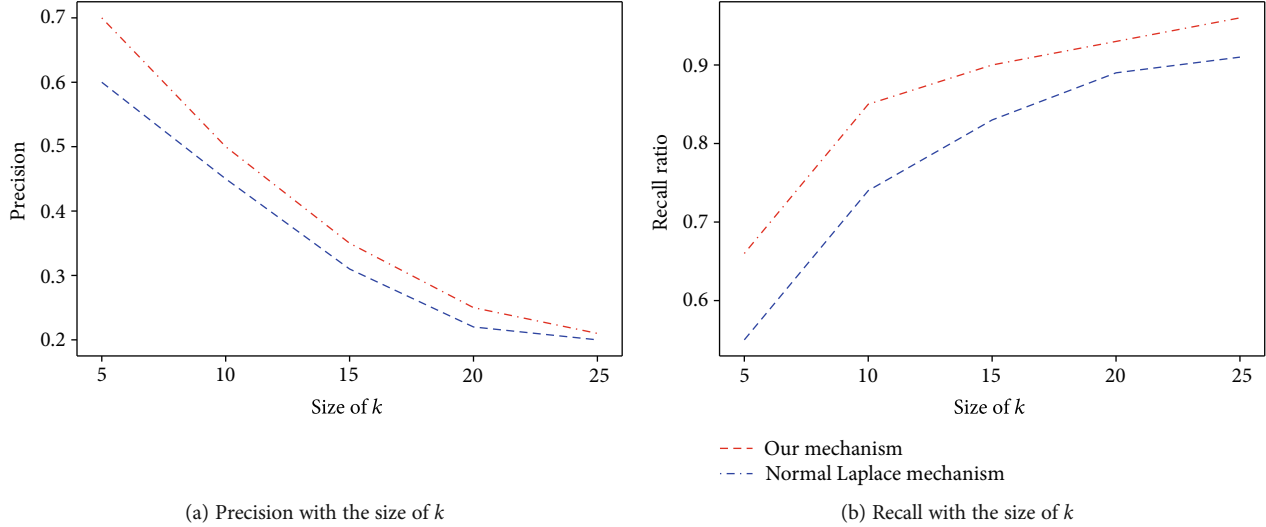 0.7
0.6
0.5
0.4
0.3
0.2
Precision
5 10 15 20 25
Size of k
(a) Precision with the size of k
0.9
0.8
0.7
0.6
Recall ratio
5 10 15 20 25
Size of k
Our mechanism
Normal Laplace mechanism
(b) Recall with the size of k